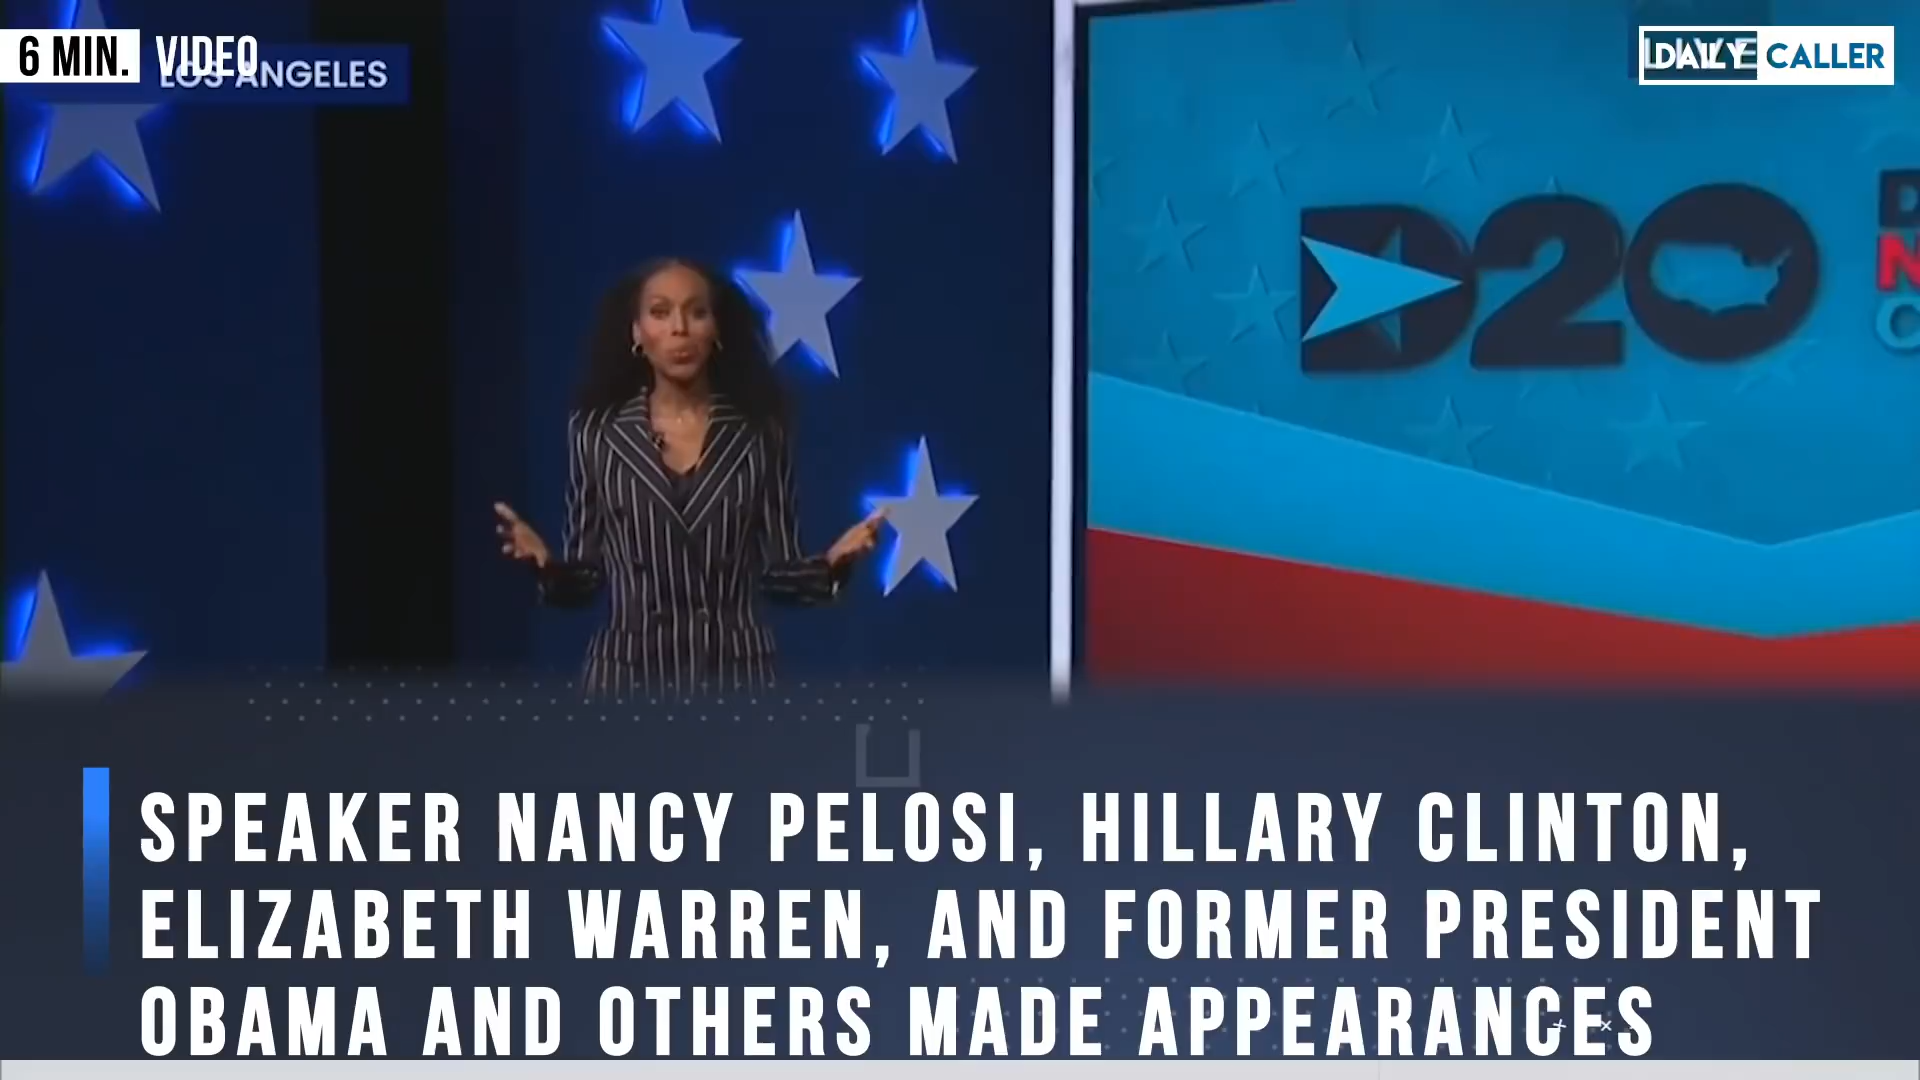 6 MIN. VIDEO
LOS ANGELES
LIVE
DAILY CALLER
D20
SPEAKER NANCY PELOSI, HILLARY CLINTON,
ELIZABETH WARREN, AND FORMER PRESIDENT
OBAMA AND OTHERS MADE APPEARANCES